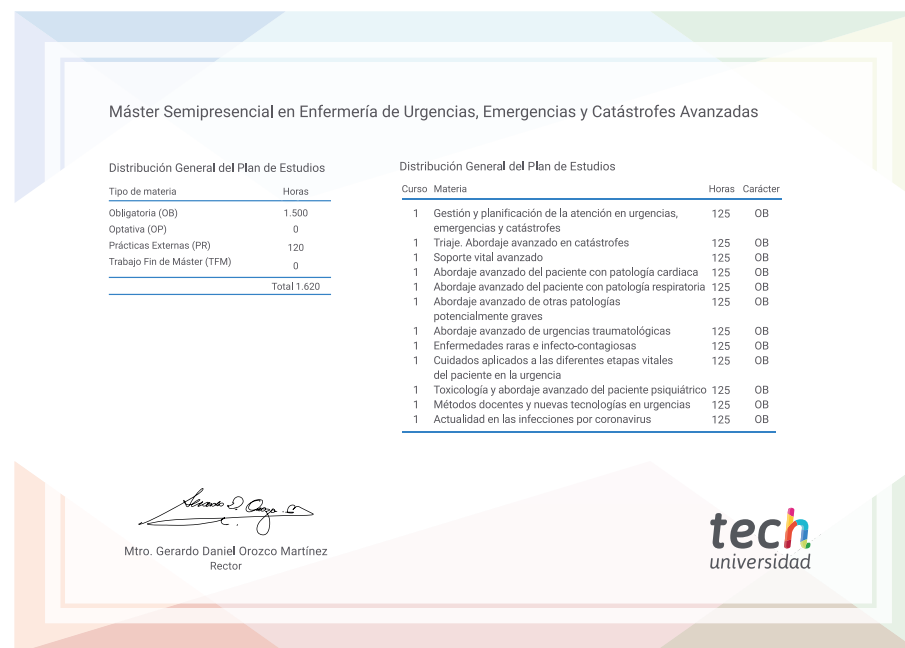 Máster Semipresencial en Enfermería de Urgencias, Emergencias y Catástrofes Avanzadas
Distribución General del Plan de Estudios
Tipo de materia Horas
Obligatoria (OB) 1.500
Optativa (OP) 0
Prácticas Externas (PR) 120
Trabajo Fin de Máster (TFM) 0
Total 1.620
Distribución General del Plan de Estudios
Curso Materia Horas Carácter
1 Gestión y planificación de la atención en urgencias, 125 OB
emergencias y catástrofes
1 Triaje. Abordaje avanzado en catástrofes 125 OB
1 Soporte vital avanzado 125 OB
1 Abordaje avanzado del paciente con patología cardiaca 125 OB
1 Abordaje avanzado del paciente con patología respiratoria 125 OB
1 Abordaje avanzado de otras patologías 125 OB
potencialmente graves
1 Abordaje avanzado de urgencias traumatológicas 125 OB
1 Enfermedades raras e infecto-contagiosas 125 OB
1 Cuidados aplicados a las diferentes etapas vitales 125 OB
del paciente en la urgencia
1 Toxicología y abordaje avanzado del paciente psiquiátrico 125 OB
1 Métodos docentes y nuevas tecnologías en urgencias 125 OB
1 Actualidad en las infecciones por coronavirus 125 OB
Mtro. Gerardo Daniel Orozco Martínez
Rector
tech
universidad